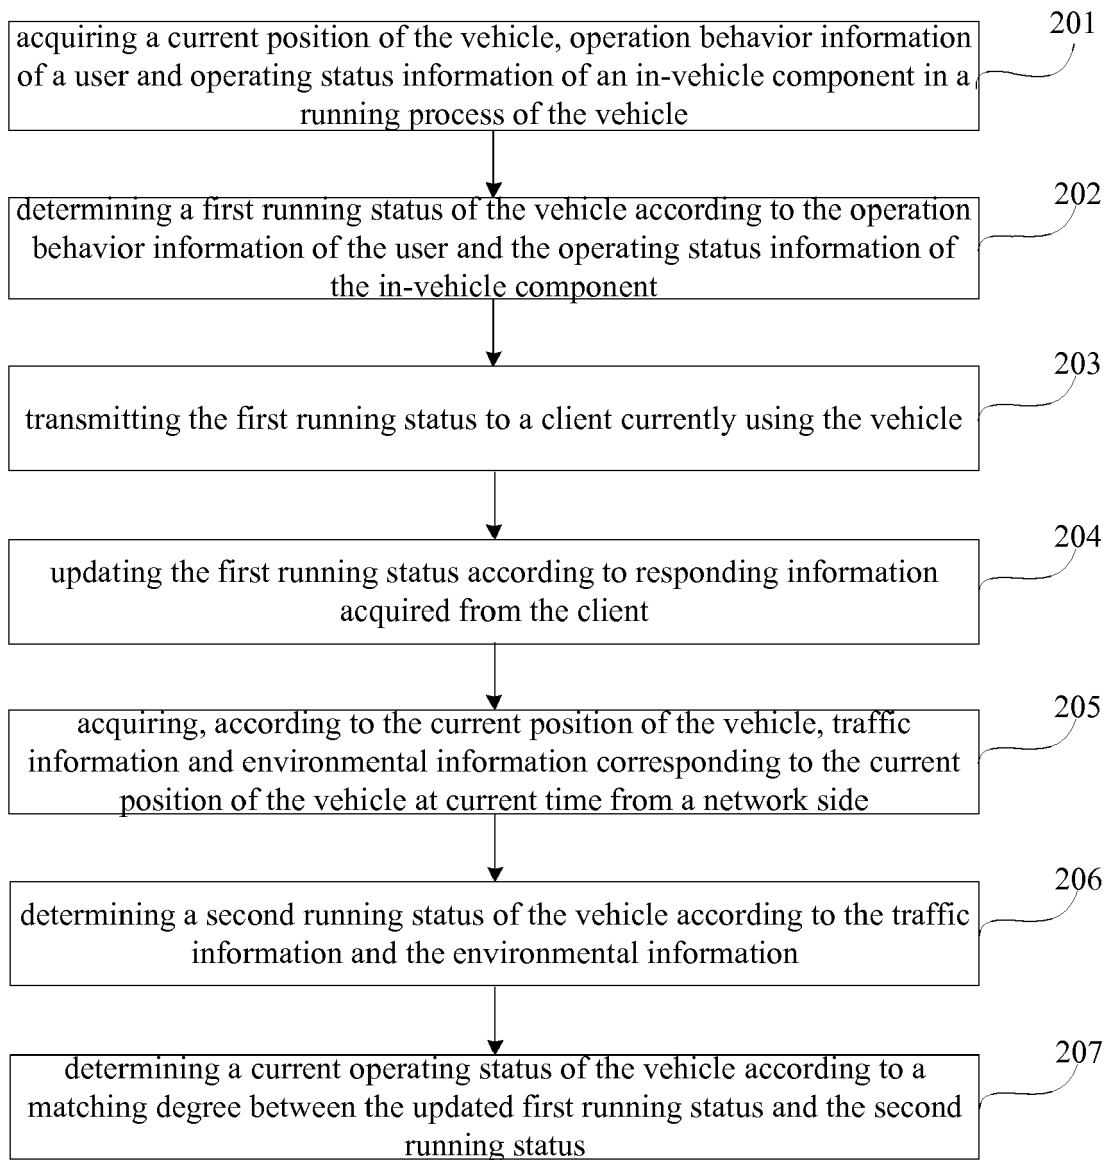 201
acquiring a current position of the vehicle, operation behavior information
of a user and operating status information of an in-vehicle component in a
running process of the vehicle
202
determining a first running status of the vehicle according to the operation
behavior information of the user and the operating status information of
the in-vehicle component
203
transmitting the first running status to a client currently using the vehicle
204
updating the first running status according to responding information
acquired from the client
205
acquiring, according to the current position of the vehicle, traffic
information and environmental information corresponding to the current
position of the vehicle at current time from a network side
206
determining a second running status of the vehicle according to the traffic
information and the environmental information
207
determining a current operating status of the vehicle according to a
matching degree between the updated first running status and the second
running status